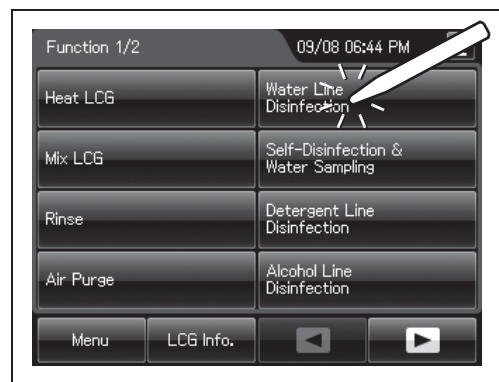 Function 1/2
09/08 06:44 PM
Heat LCG
Water Line
Disinfection
Mix LCG
Self-Disinfection &
Water Sampling
Rinse
Detergent Line
Disinfection
Air Purge
Alcohol Line
Disinfection
Menu
LCG Info.